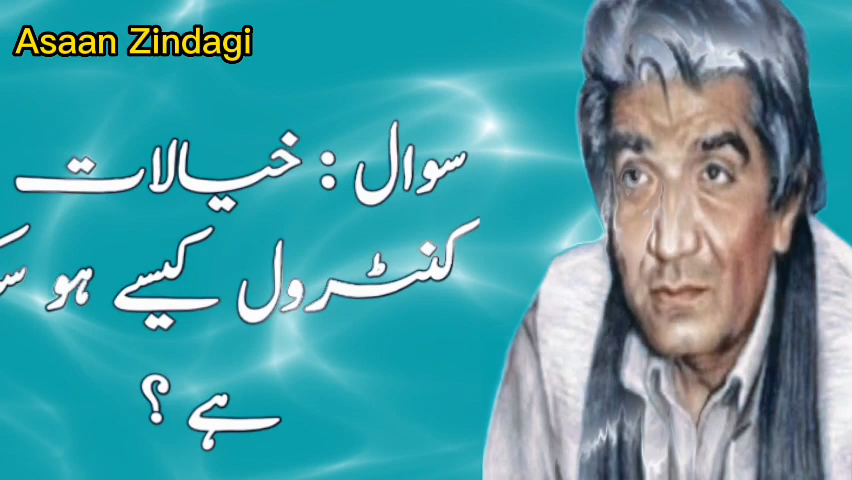 Asaan Zindagi
سوال : خیالات
کنٹرول کیسے ہو
ہے ؟